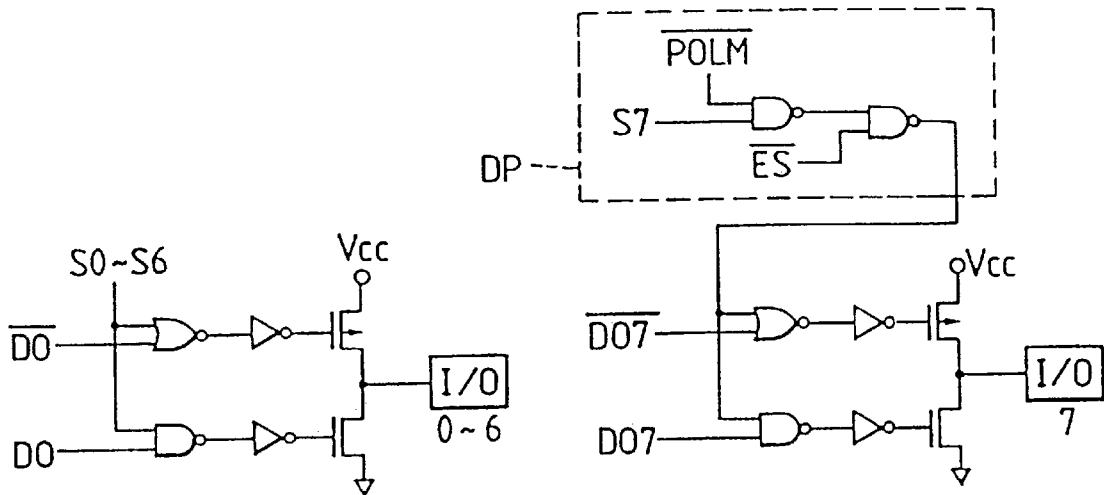 POLM
S7
ES
DP
S0~S6
Vcc
DO
I/O
0~6
DO
Vcc
DO7
I/O
7
DO7